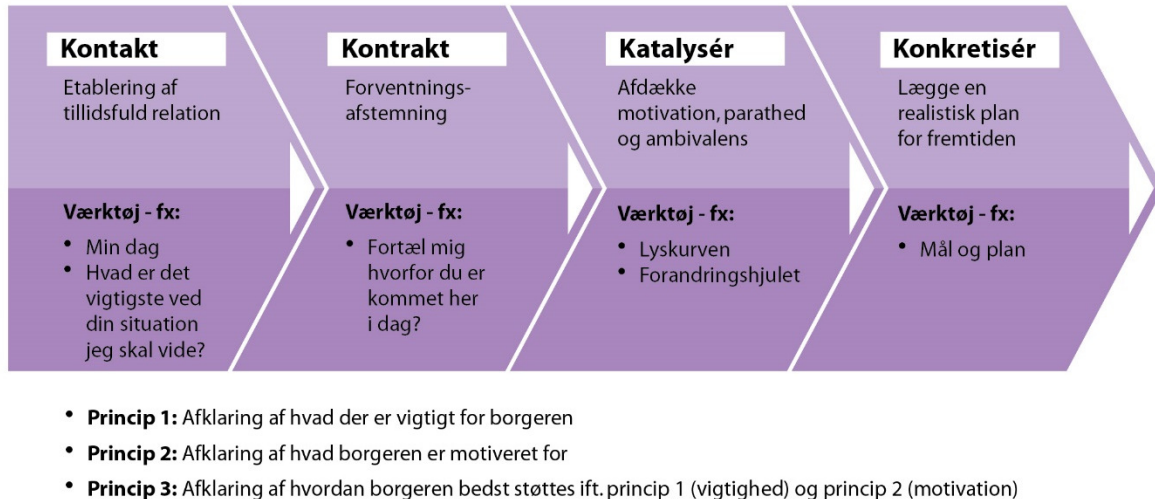 Kontakt
Etablering af
tillidsfuld relation
Værktøj - fx:
• Min dag
• Hvad er det
vigtigste ved
din situation
jeg skal vide?
Kontrakt
Forventnings-
afstemning
Værktøj - fx:
• Fortæl mig
hvorfor du er
kommet her
i dag?
Katalysér
Afdække
motivation, parathed
og ambivalens
Værktøj - fx:
• Lyskurven
• Forandringshjulet
Konkretisér
Lægge en
realistisk plan
for fremtiden
Værktøj - fx:
• Mål og plan
• Princip 1: Afklaring af hvad der er vigtigt for borgeren
• Princip 2: Afklaring af hvad borgeren er motiveret for
• Princip 3: Afklaring af hvordan borgeren bedst støttes ift. princip 1 (vigtighed) og princip 2 (motivation)